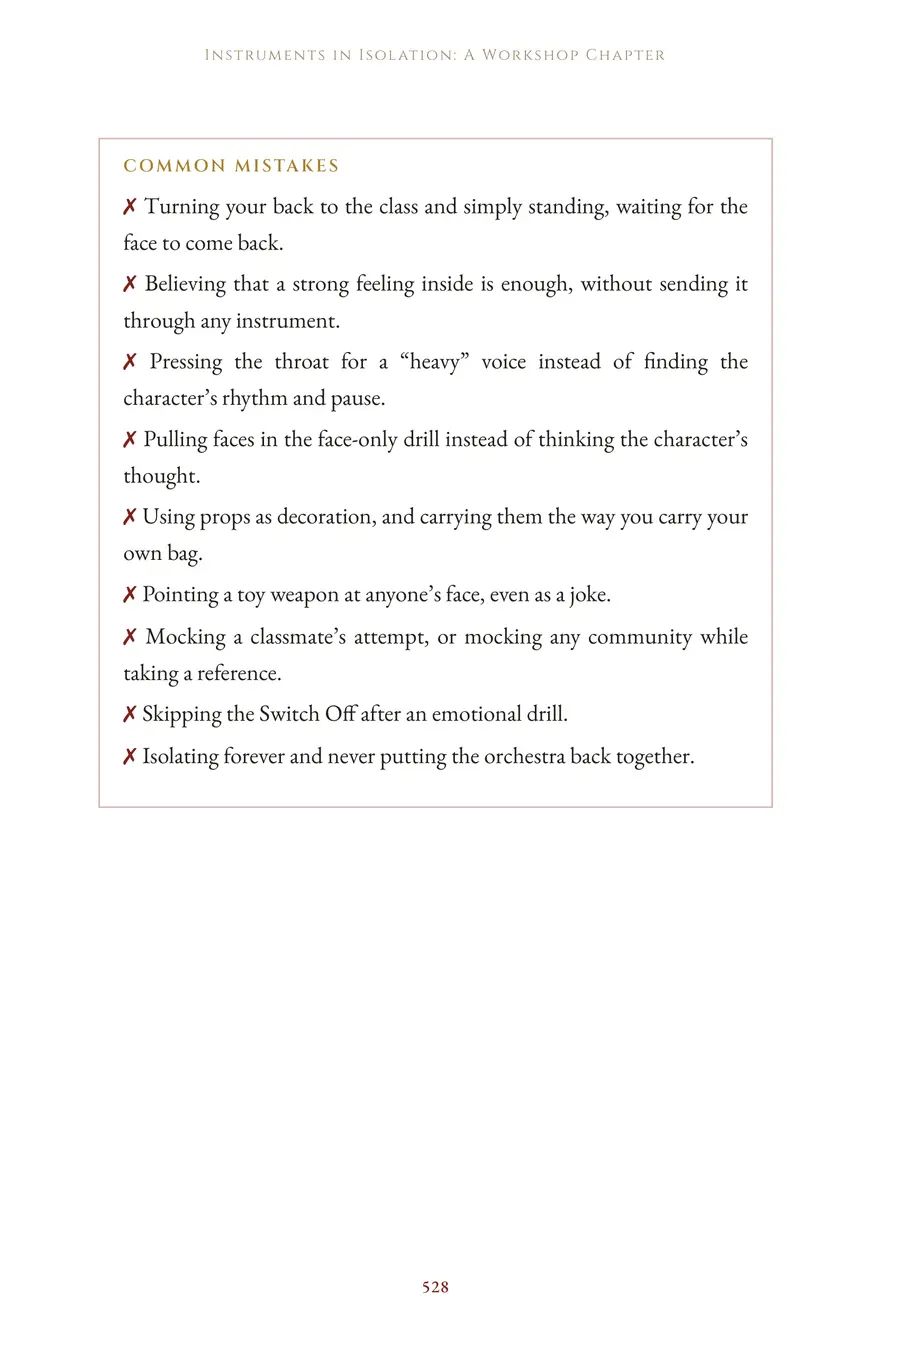 Instruments in Isolation: A Workshop Chapter
COMMON MISTAKES
✗ Turning your back to the class and simply standing, waiting for the
face to come back.
✗ Believing that a strong feeling inside is enough, without sending it
through any instrument.
✗ Pressing the throat for a “heavy” voice instead of finding the
character’s rhythm and pause.
✗ Pulling faces in the face-only drill instead of thinking the character’s
thought.
✗ Using props as decoration, and carrying them the way you carry your
own bag.
✗ Pointing a toy weapon at anyone’s face, even as a joke.
✗ Mocking a classmate’s attempt, or mocking any community while
taking a reference.
✗ Skipping the Switch Off after an emotional drill.
✗ Isolating forever and never putting the orchestra back together.
528